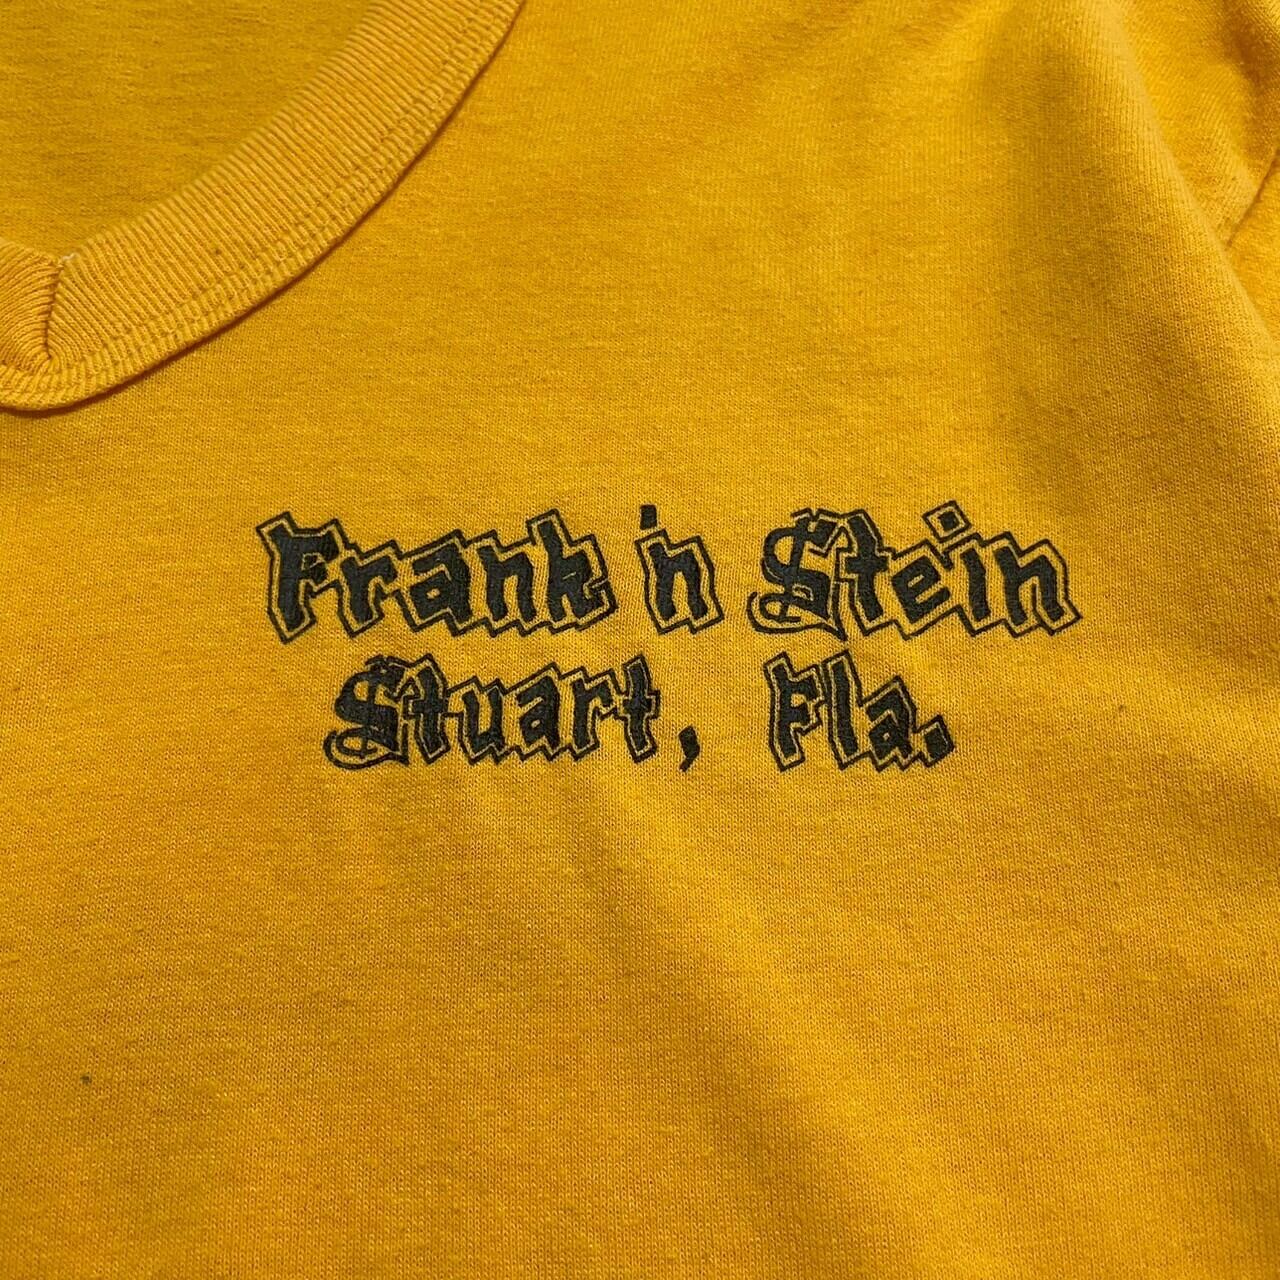 Frank 'n Stein
Stuart, Fla.